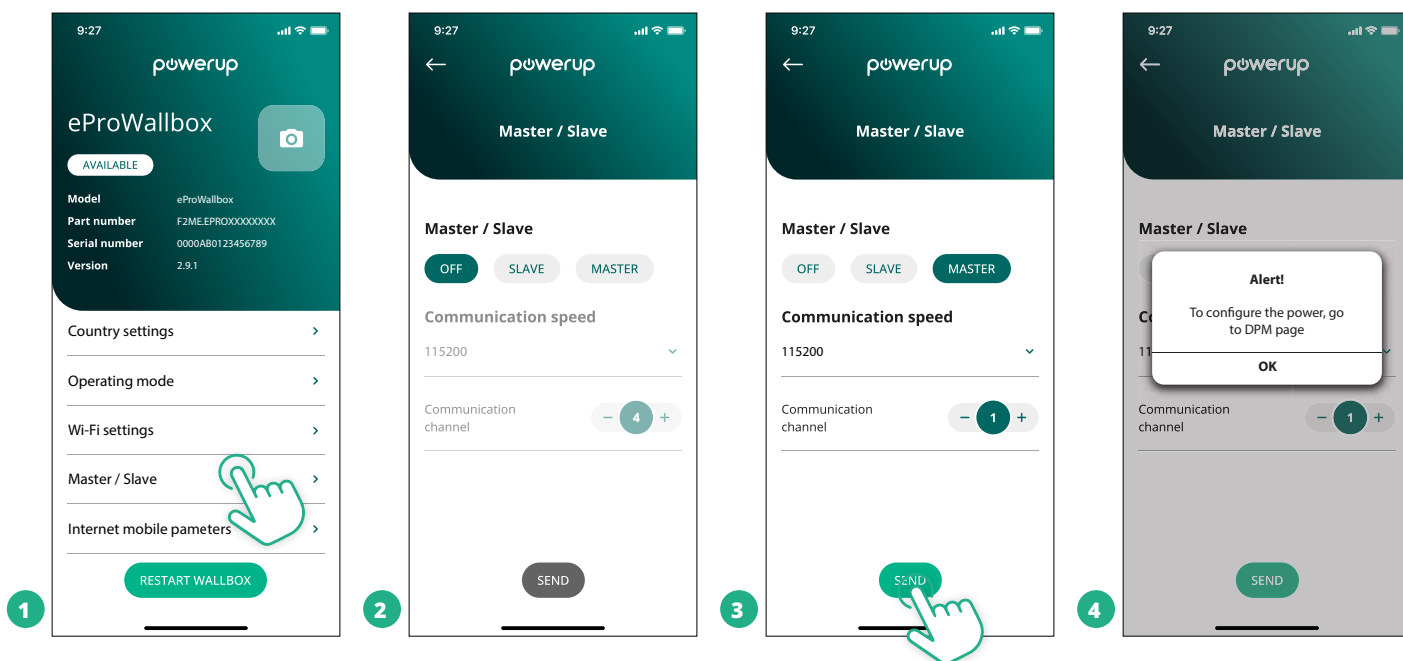 9:27
powerup
eProWallbox
AVAILABLE
Model eProWallbox
Part number F2ME.EPROXXXXXXXX
Serial number 0000AB0123456789
Version 2.9.1
Country settings
Operating mode
Wi-Fi settings
Master / Slave
Internet mobile pameters
RESTART WALLBOX
1
9:27
powerup
Master / Slave
Master / Slave
OFF SLAVE MASTER
Communication speed
115200
Communication
channel
4
SEND
2
9:27
powerup
Master / Slave
Master / Slave
OFF SLAVE MASTER
Communication speed
115200
Communication
channel
1
SEND
3
9:27
powerup
Master / Slave
Master / Slave
Alert!
To configure the power, go
to DPM page
OK
Communication
channel
1
SEND
4